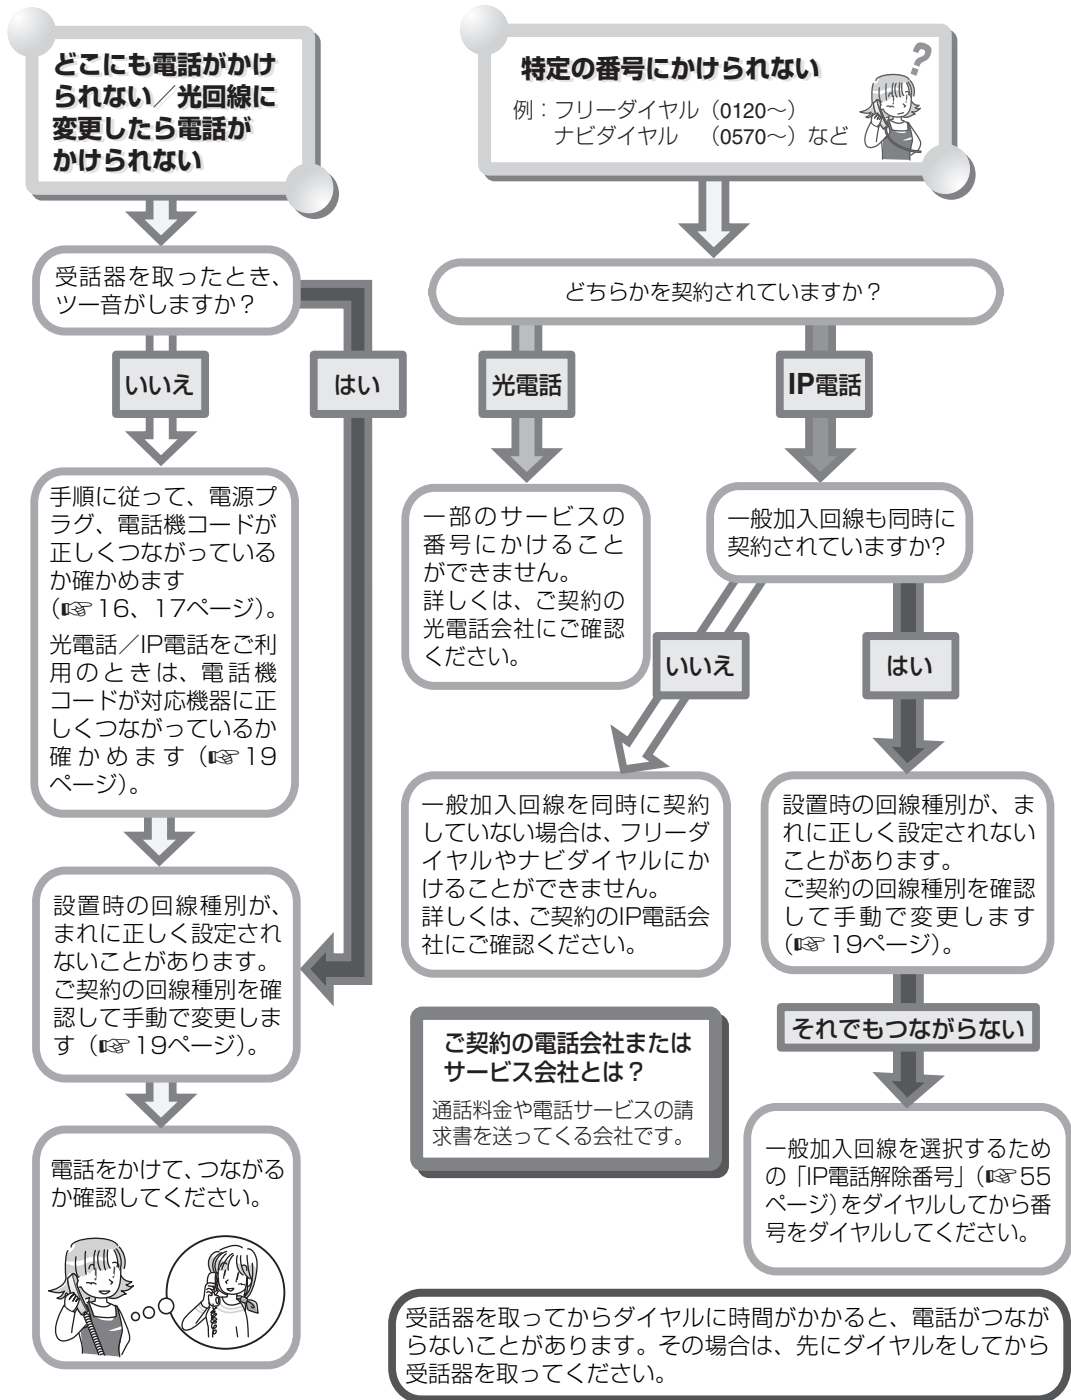 どこにも電話がかけ
られない／光回線に
変更したら電話が
かけられない
受話器を取ったとき、
ツー音がしますか？
いいえ
はい
手順に従って、電源プ
ラグ、電話機コードが
正しくつながっている
か確かめます
（☞16、17ページ）。
光電話／IP電話をご利
用のときは、電話機
コードが対応機器に正
しくつながっているか
確かめます（☞19
ページ）。
設置時の回線種別が、
まれに正しく設定され
ないことがあります。
ご契約の回線種別を確
認して手動で変更しま
す（☞19ページ）。
電話をかけて、つながる
か確認してください。
特定の番号にかけられない
例：フリーダイヤル（0120～）
ナビダイヤル （0570～）など
?
どちらかを契約されていますか？
光電話
IP電話
一部のサービスの
番号にかけること
ができません。
詳しくは、ご契約の
光電話会社にご確認
ください。
一般加入回線も同時に
契約されていますか?
いいえ
はい
一般加入回線を同時に契約
していない場合は、フリーダ
イヤルやナビダイヤルにか
けることができません。
詳しくは、ご契約のIP電話会
社にご確認ください。
設置時の回線種別が、ま
れに正しく設定されない
ことがあります。
ご契約の回線種別を確認
して手動で変更します
（☞19ページ）。
それでもつながらない
一般加入回線を選択するため
の「IP電話解除番号」（☞55
ページ）をダイヤルしてから番
号をダイヤルしてください。
ご契約の電話会社または
サービス会社とは？
通話料金や電話サービスの請
求書を送ってくる会社です。
受話器を取ってからダイヤルに時間がかかると、電話がつなが
らないことがあります。その場合は、先にダイヤルをしてから
受話器を取ってください。